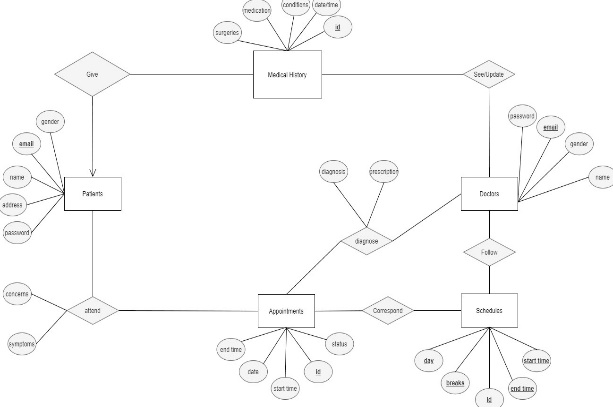 medication
conditions
date/time
surgeries
id
Give
Medical History
See/Update
gender
email
name
address
password
Patients
diagnosis
prescription
password
email
gender
name
Doctors
diagnose
Follow
concerns
symptoms
attend
Appointments
Correspond
Schedules
end time
date
start time
id
status
day
breaks
id
end time
start time